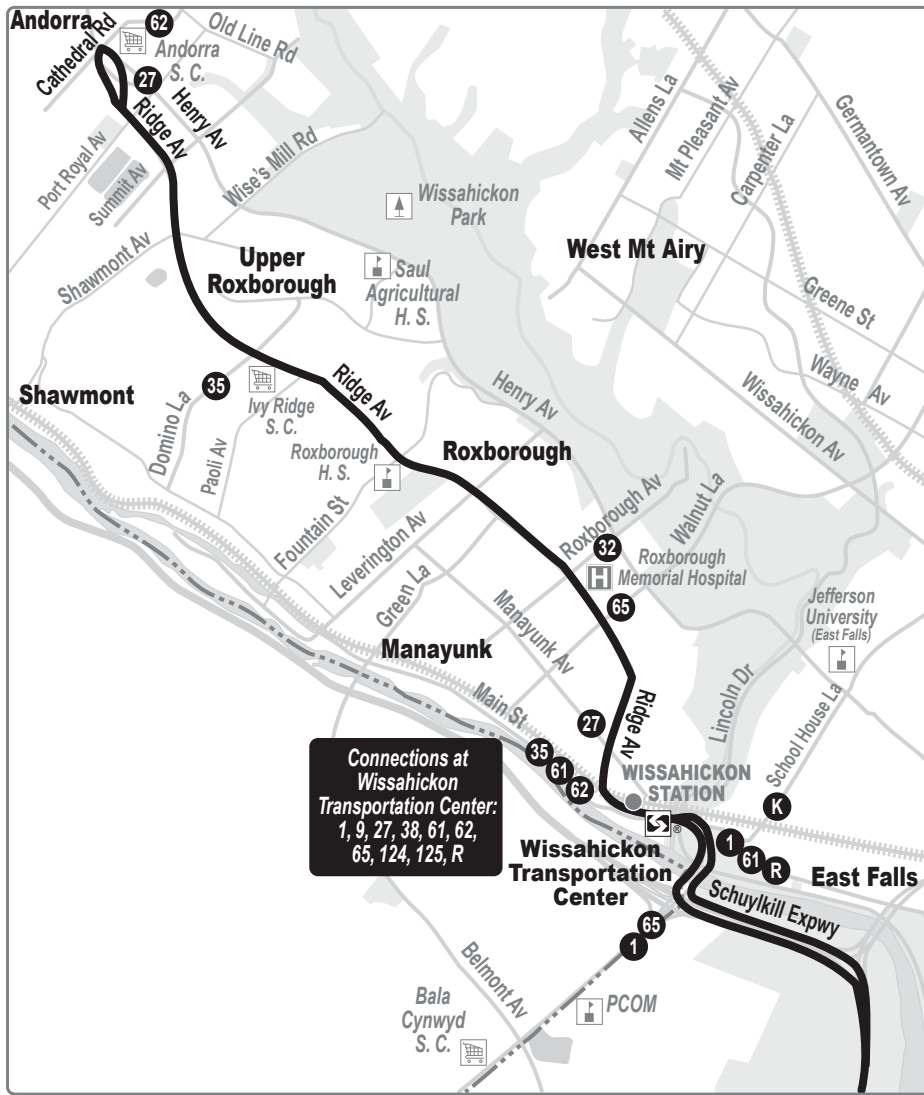 Andorra
62
Old Line Rd
Cathedral Rd
Andorra
S. C.
27
Henry Av
Ridge Av
Port Royal Av
Summit Av
Wise's Mill Rd
Allens La
Mt Pleasant Av
Carpenter La
Germantown Av
Wissahickon
Park
Shawmont Av
Upper
Roxborough
Saul
Agricultural
H. S.
West Mt Airy
Greene St
Wayne Av
Wissahickon Av
Shawmont
35
Ivy Ridge
S. C.
Ridge Av
Henry Av
Domino La
Paoli Av
Roxborough
H. S.
Roxborough
Fountain St
Leverington Av
Green La
Roxborough Av
Walnut La
32
H
Roxborough
Memorial Hospital
65
Jefferson
University
(East Falls)
Manayunk Av
Manayunk
Main St
27
Ridge Av
Lincoln Dr
School House La
35
61
62
WISSAHICKON
STATION
K
Connections at
Wissahickon
Transportation Center:
1, 9, 27, 38, 61, 62,
65, 124, 125, R
®
1
61
R
Wissahickon
Transportation
Center
East Falls
Schuylkill Expwy
65
1
Belmont Av
Bala
Cynwyd
S. C.
PCOM